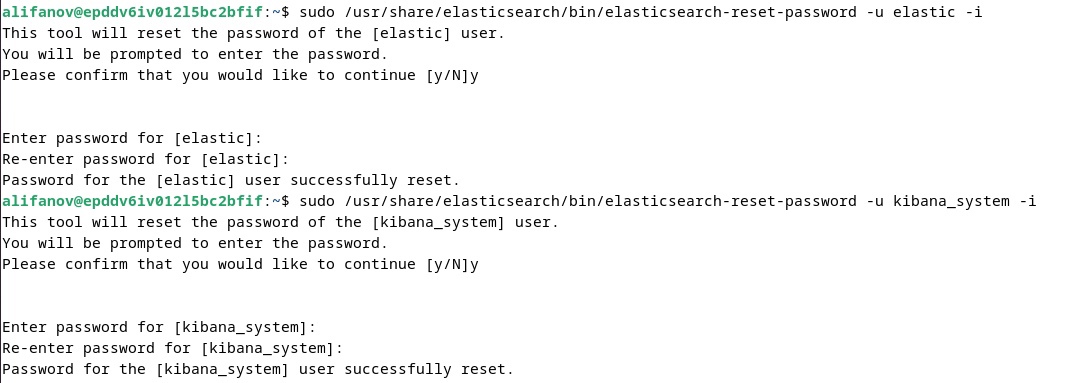 alifanov@epddv6iv012l5bc2bfif:~$ sudo /usr/share/elasticsearch/bin/elasticsearch-reset-password -u elastic -i
This tool will reset the password of the [elastic] user.
You will be prompted to enter the password.
Please confirm that you would like to continue [y/N]y
Enter password for [elastic]:
Re-enter password for [elastic]:
Password for the [elastic] user successfully reset.
alifanov@epddv6iv012l5bc2bfif:~$ sudo /usr/share/elasticsearch/bin/elasticsearch-reset-password -u kibana_system -i
This tool will reset the password of the [kibana_system] user.
You will be prompted to enter the password.
Please confirm that you would like to continue [y/N]y
Enter password for [kibana_system]:
Re-enter password for [kibana_system]:
Password for the [kibana_system] user successfully reset.